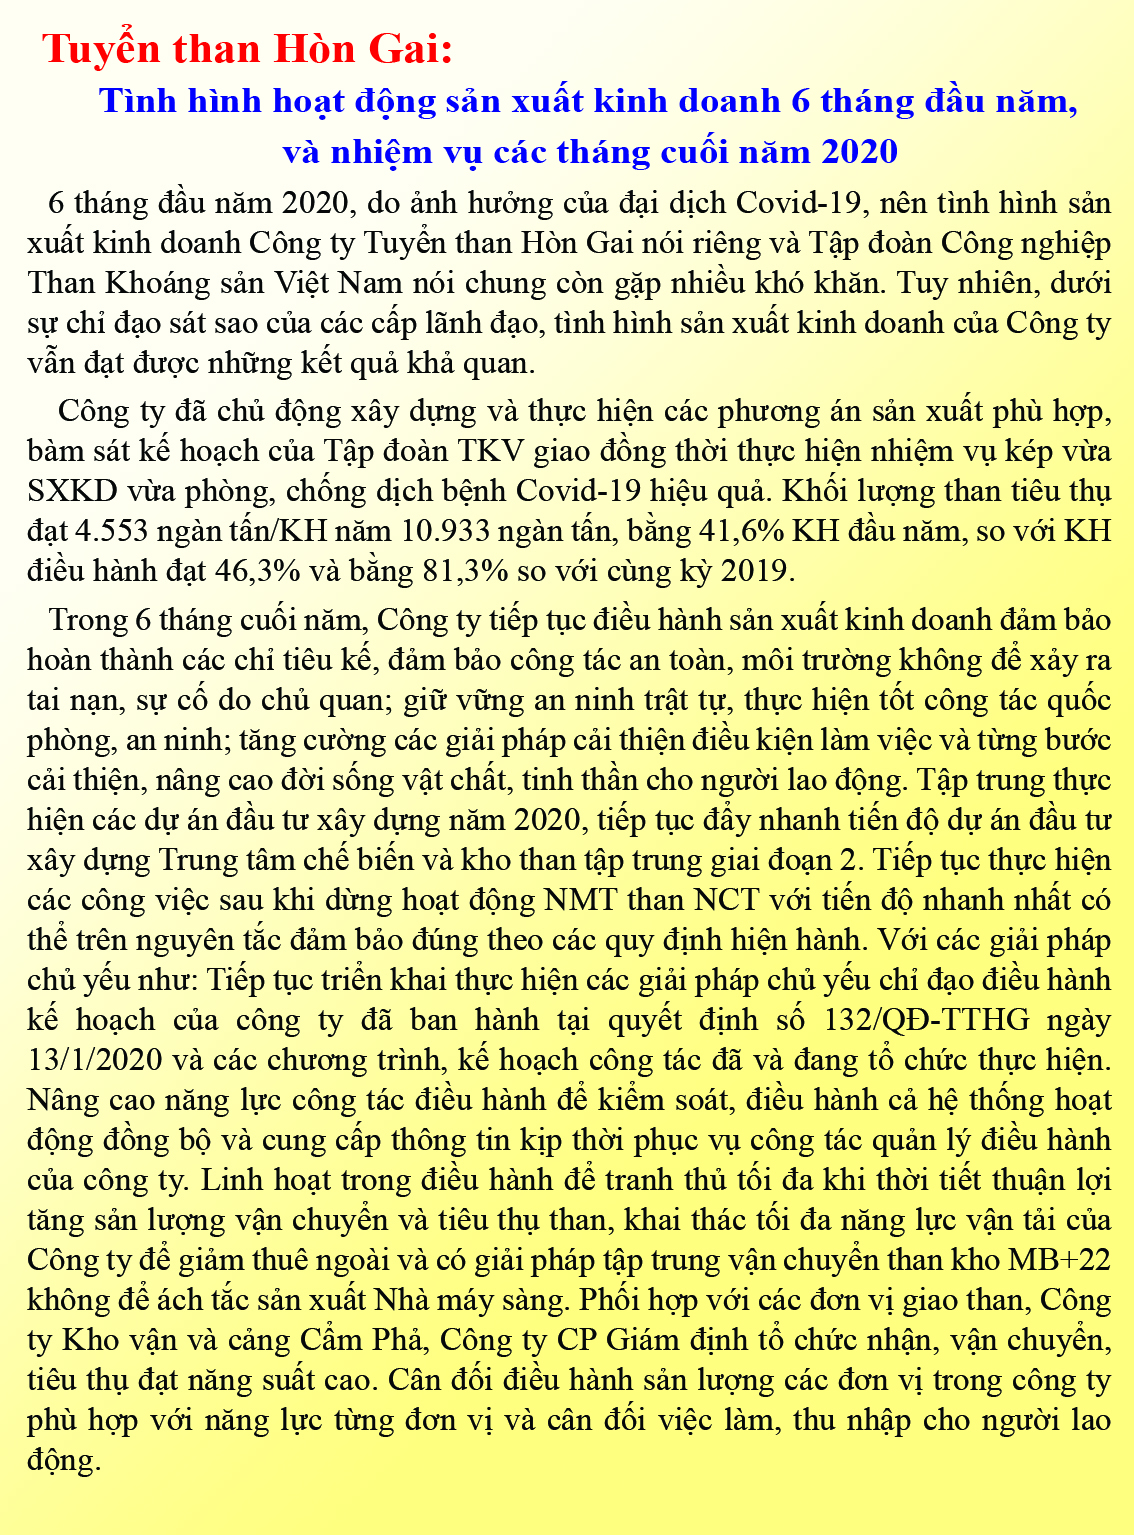 Tuyển than Hòn Gai:
Tình hình hoạt động sản xuất kinh doanh 6 tháng đầu năm,
và nhiệm vụ các tháng cuối năm 2020
6 tháng đầu năm 2020, do ảnh hưởng của đại dịch Covid-19, nên tình hình sản
xuất kinh doanh Công ty Tuyển than Hòn Gai nói riêng và Tập đoàn Công nghiệp
Than Khoáng sản Việt Nam nói chung còn gặp nhiều khó khăn. Tuy nhiên, dưới
sự chỉ đạo sát sao của các cấp lãnh đạo, tình hình sản xuất kinh doanh của Công ty
vẫn đạt được những kết quả khả quan.
Công ty đã chủ động xây dựng và thực hiện các phương án sản xuất phù hợp,
bàm sát kế hoạch của Tập đoàn TKV giao đồng thời thực hiện nhiệm vụ kép vừa
SXKD vừa phòng, chống dịch bệnh Covid-19 hiệu quả. Khối lượng than tiêu thụ
đạt 4.553 ngàn tấn/KH năm 10.933 ngàn tấn, bằng 41,6% KH đầu năm, so với KH
điều hành đạt 46,3% và bằng 81,3% so với cùng kỳ 2019.
Trong 6 tháng cuối năm, Công ty tiếp tục điều hành sản xuất kinh doanh đảm bảo
hoàn thành các chỉ tiêu kế, đảm bảo công tác an toàn, môi trường không để xảy ra
tai nạn, sự cố do chủ quan; giữ vững an ninh trật tự, thực hiện tốt công tác quốc
phòng, an ninh; tăng cường các giải pháp cải thiện điều kiện làm việc và từng bước
cải thiện, nâng cao đời sống vật chất, tinh thần cho người lao động. Tập trung thực
hiện các dự án đầu tư xây dựng năm 2020, tiếp tục đẩy nhanh tiến độ dự án đầu tư
xây dựng Trung tâm chế biến và kho than tập trung giai đoạn 2. Tiếp tục thực hiện
các công việc sau khi dừng hoạt động NMT than NCT với tiến độ nhanh nhất có
thể trên nguyên tắc đảm bảo đúng theo các quy định hiện hành. Với các giải pháp
chủ yếu như: Tiếp tục triển khai thực hiện các giải pháp chủ yếu chỉ đạo điều hành
kế hoạch của công ty đã ban hành tại quyết định số 132/QĐ-TTHG ngày
13/1/2020 và các chương trình, kế hoạch công tác đã và đang tổ chức thực hiện.
Nâng cao năng lực công tác điều hành để kiểm soát, điều hành cả hệ thống hoạt
động đồng bộ và cung cấp thông tin kịp thời phục vụ công tác quản lý điều hành
của công ty. Linh hoạt trong điều hành để tranh thủ tối đa khi thời tiết thuận lợi
tăng sản lượng vận chuyển và tiêu thụ than, khai thác tối đa năng lực vận tải của
Công ty để giảm thuê ngoài và có giải pháp tập trung vận chuyển than kho MB+22
không để ách tắc sản xuất Nhà máy sàng. Phối hợp với các đơn vị giao than, Công
ty Kho vận và cảng Cẩm Phả, Công ty CP Giám định tổ chức nhận, vận chuyển,
tiêu thụ đạt năng suất cao. Cân đối điều hành sản lượng các đơn vị trong công ty
phù hợp với năng lực từng đơn vị và cân đối việc làm, thu nhập cho người lao
động.